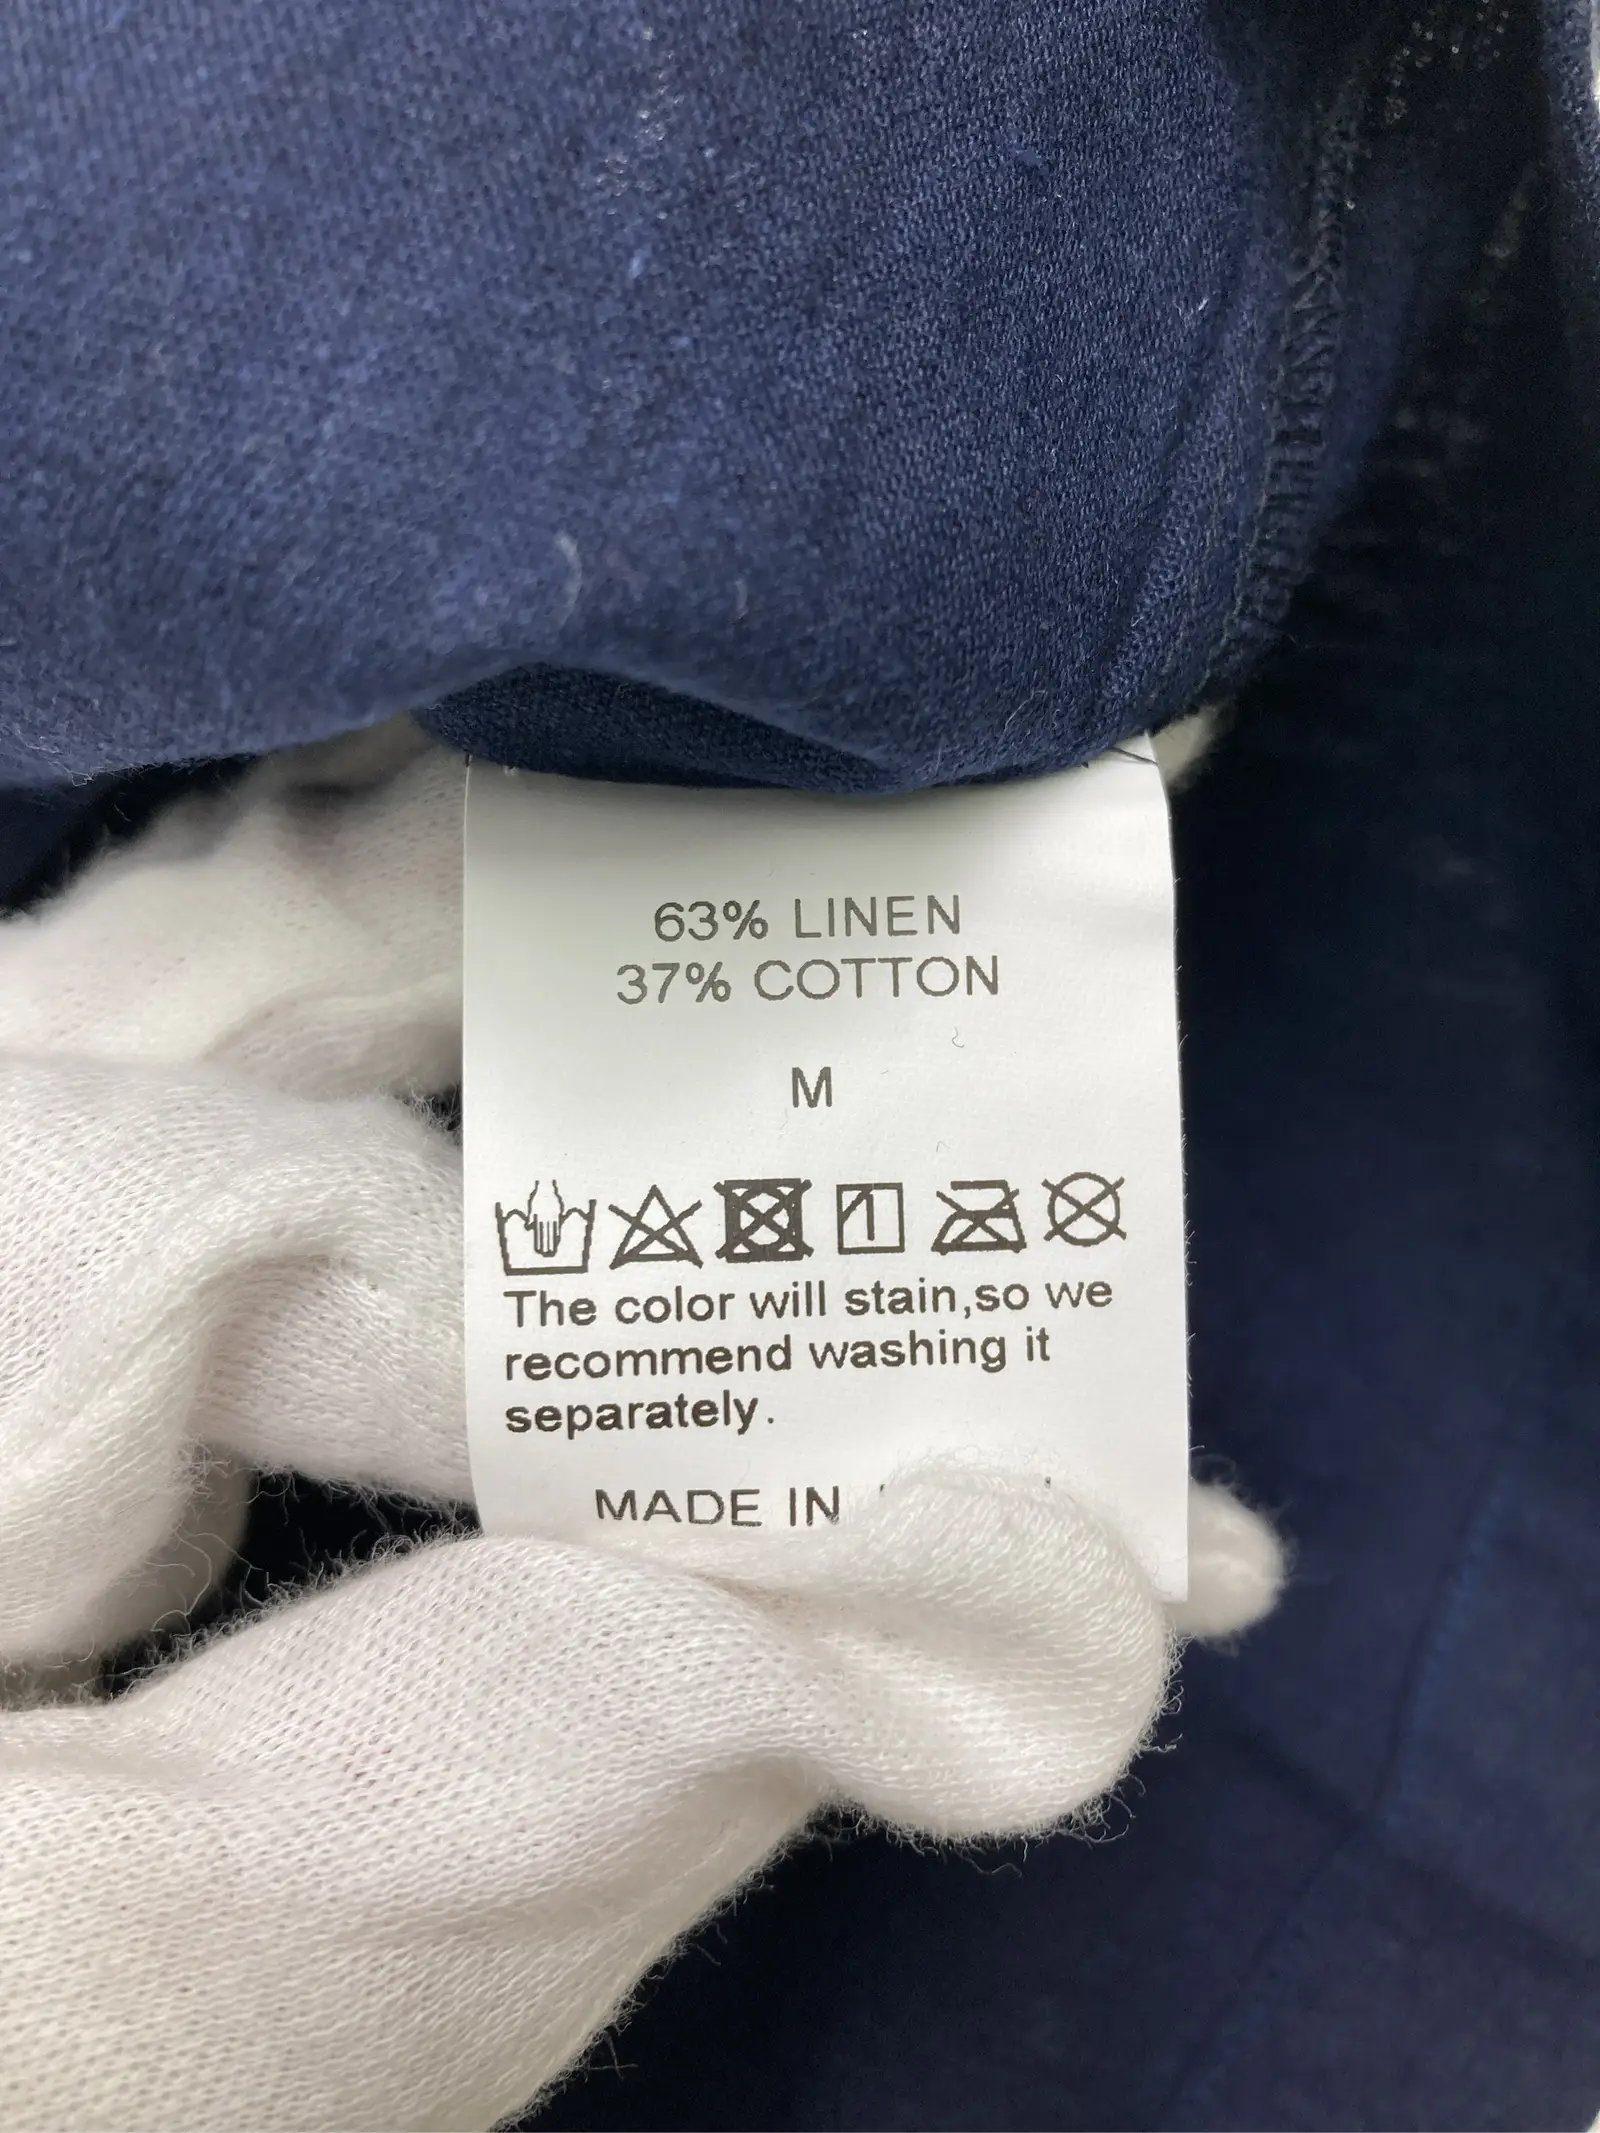 63% LINEN
37% COTTON
M
The color will stain,so we
recommend washing it
separately.
MADE IN